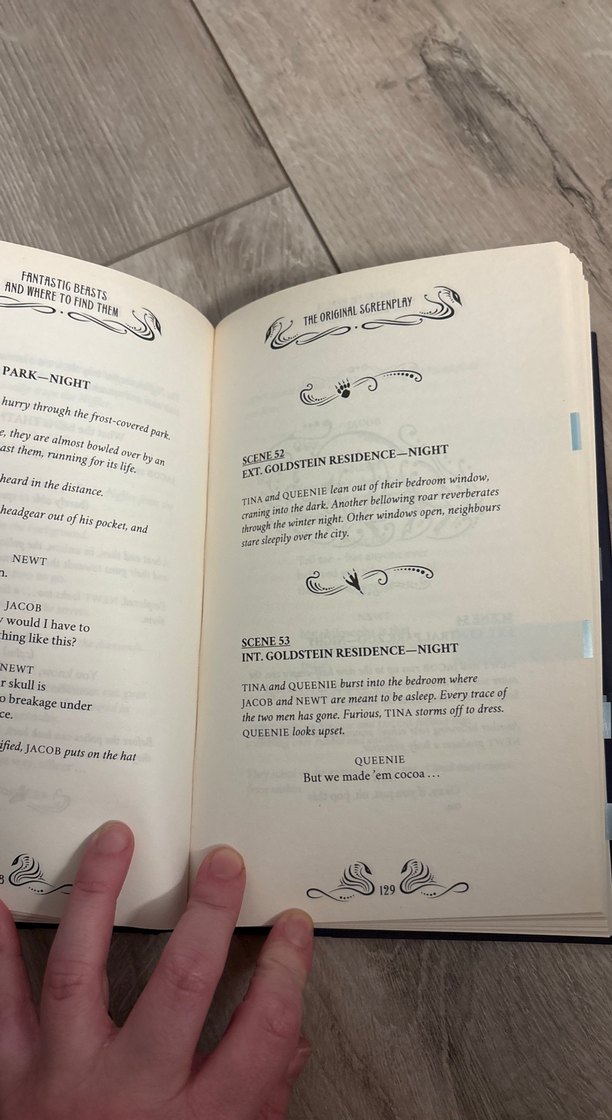 FANTASTIC BEASTS
AND WHERE TO FIND THEM
PARK—NIGHT
hurry through the frost-covered park.
, they are almost bowled over by an
ast them, running for its life.
heard in the distance.
headgear out of his pocket, and
NEWT
n.
JACOB
would I have to
thing like this?
NEWT
r skull is
o breakage under
ce.
ified, JACOB puts on the hat
8
THE ORIGINAL SCREENPLAY
SCENE 52
EXT. GOLDSTEIN RESIDENCE—NIGHT
TINA and QUEENIE lean out of their bedroom window,
craning into the dark. Another bellowing roar reverberates
through the winter night. Other windows open, neighbours
stare sleepily over the city.
SCENE 53
INT. GOLDSTEIN RESIDENCE—NIGHT
TINA and QUEENIE burst into the bedroom where
JACOB and NEWT are meant to be asleep. Every trace of
the two men has gone. Furious, TINA storms off to dress.
QUEENIE looks upset.
QUEENIE
But we made ’em cocoa . . .
129